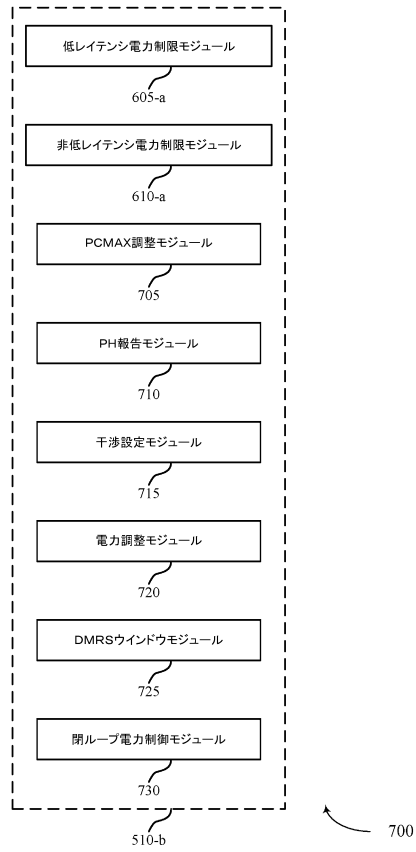 低レイテンシ電力制限モジュール
605-a
非低レイテンシ電力制限モジュール
610-a
PCMAX調整モジュール
705
PH報告モジュール
710
干渉設定モジュール
715
電力調整モジュール
720
DMRSウインドウモジュール
725
閉ループ電力制御モジュール
730
510-b
700